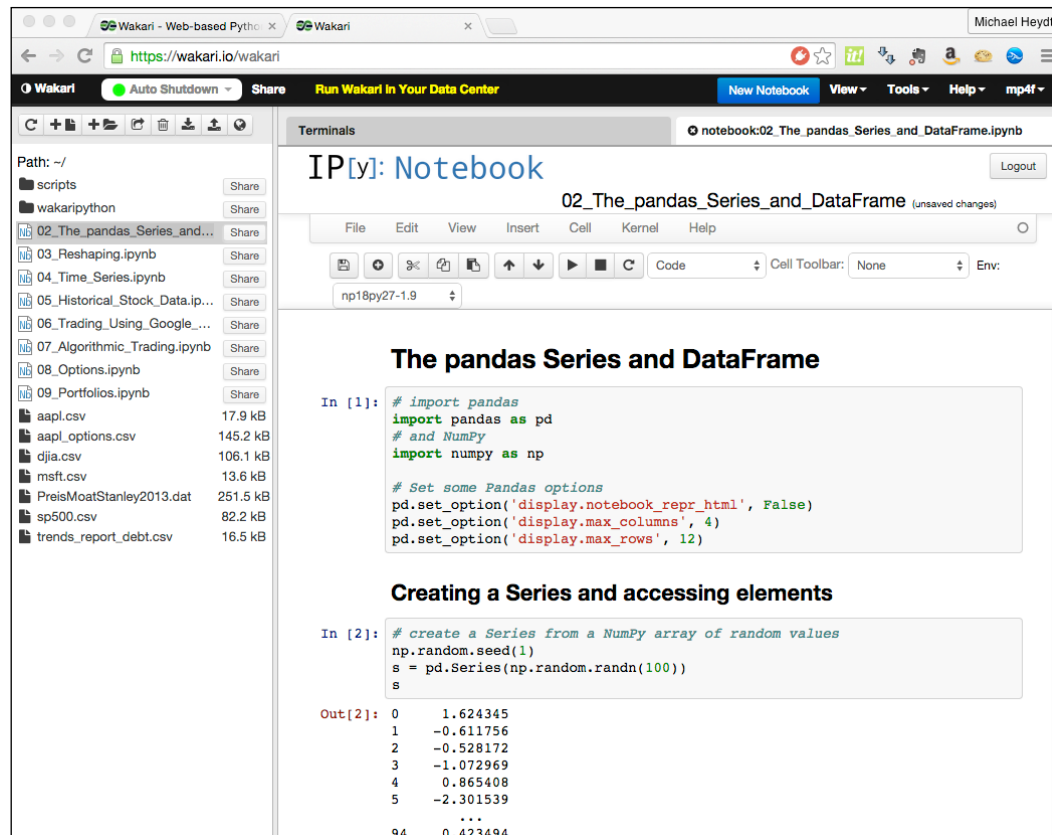 Wakari - Web-based Pytho
Wakari
Michael Heydt
https://wakari.io/wakari
Wakari
Auto Shutdown
Share
Run Wakari in Your Data Center
New Notebook
View
Tools
Help
mp4f
Terminals
notebook:02_The_pandas_Series_and_DataFrame.ipynb
Path: ~/
scripts Share
wakaripython Share
02_The_pandas_Series_and... Share
03_Reshaping.ipynb Share
04_Time_Series.ipynb Share
05_Historical_Stock_Data.ip... Share
06_Trading_Using_Google_... Share
07_Algorithmic_Trading.ipynb Share
08_Options.ipynb Share
09_Portfolios.ipynb Share
aapl.csv 17.9 kB
aapl_options.csv 145.2 kB
djia.csv 106.1 kB
msft.csv 13.6 kB
PreisMoatStanley2013.dat 251.5 kB
sp500.csv 82.2 kB
trends_report_debt.csv 16.5 kB
IP[y]: Notebook
Logout
02_The_pandas_Series_and_DataFrame (unsaved changes)
File Edit View Insert Cell Kernel Help
Code Cell Toolbar: None Env:
np18py27-1.9
The pandas Series and DataFrame
In [1]: # import pandas
import pandas as pd
# and NumPy
import numpy as np
# Set some Pandas options
pd.set_option('display.notebook_repr_html', False)
pd.set_option('display.max_columns', 4)
pd.set_option('display.max_rows', 12)
Creating a Series and accessing elements
In [2]: # create a Series from a NumPy array of random values
np.random.seed(1)
s = pd.Series(np.random.randn(100))
s
Out[2]: 0 1.624345
1 -0.611756
2 -0.528172
3 -1.072969
4 0.865408
5 -2.301539
...
94 0.423494